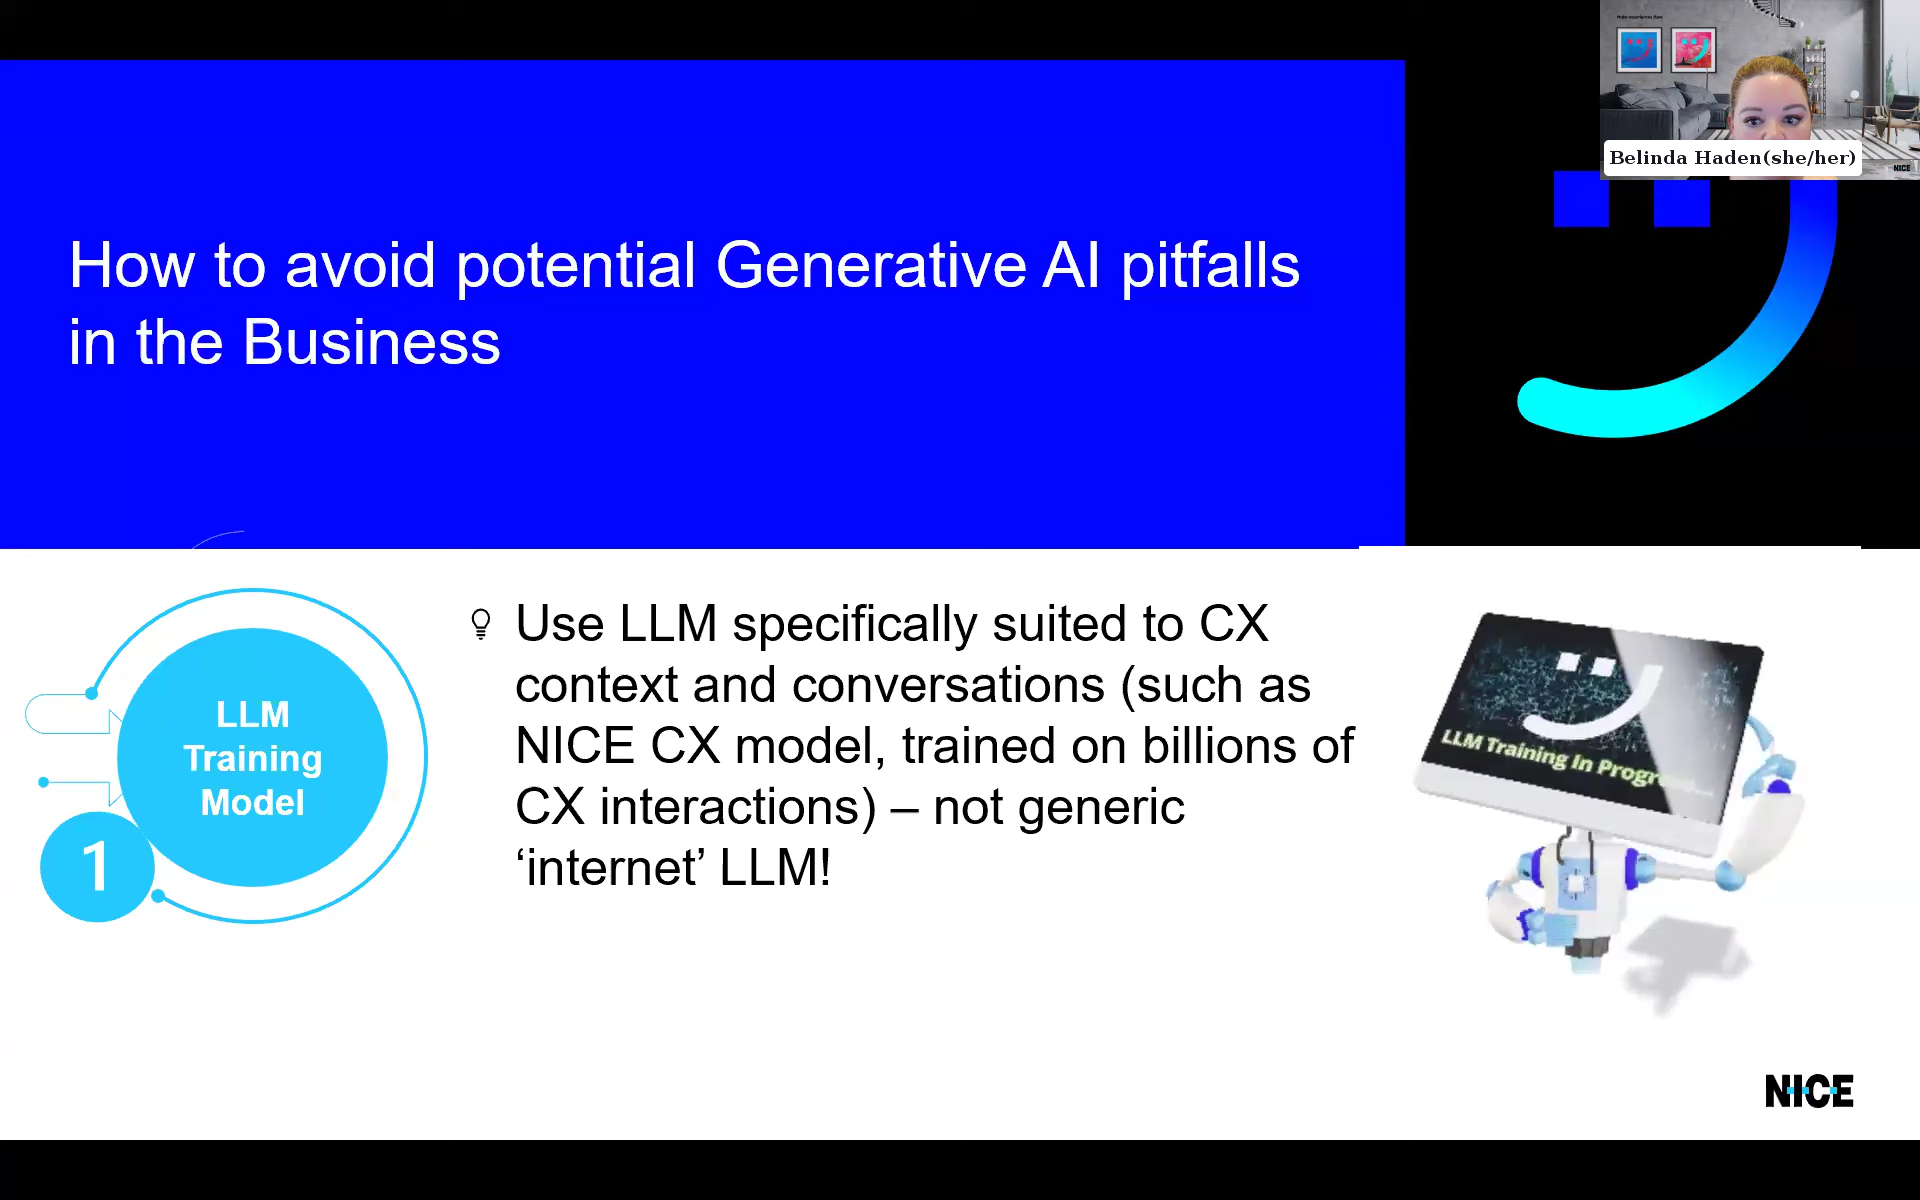 Belinda Haden(she/her)
NICE
How to avoid potential Generative AI pitfalls
in the Business
LLM
Training
Model
1
Use LLM specifically suited to CX
context and conversations (such as
NICE CX model, trained on billions of
CX interactions) – not generic
‘internet’ LLM!
LLM Training In Progr
NICE